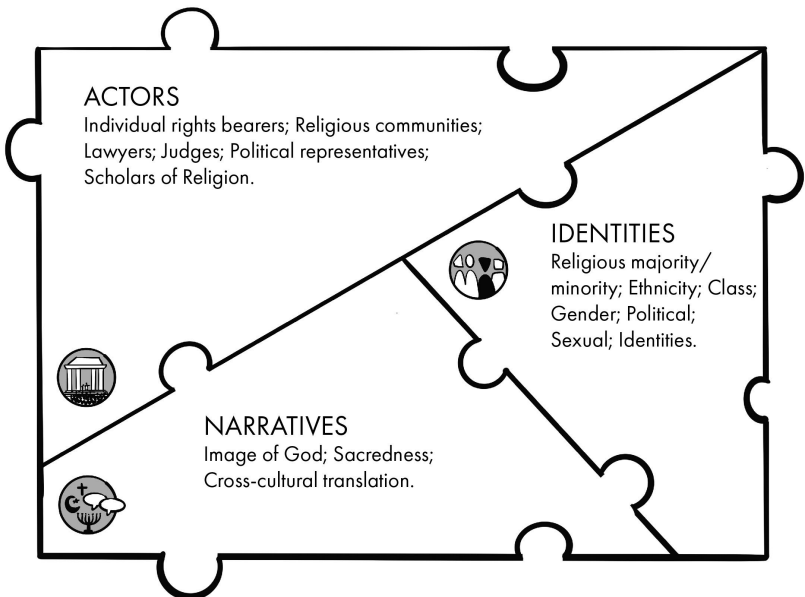 ACTORS
Individual rights bearers; Religious communities;
Lawyers; Judges; Political representatives;
Scholars of Religion.
IDENTITIES
Religious majority/
minority; Ethnicity; Class;
Gender; Political;
Sexual; Identities.
NARRATIVES
Image of God; Sacredness;
Cross-cultural translation.